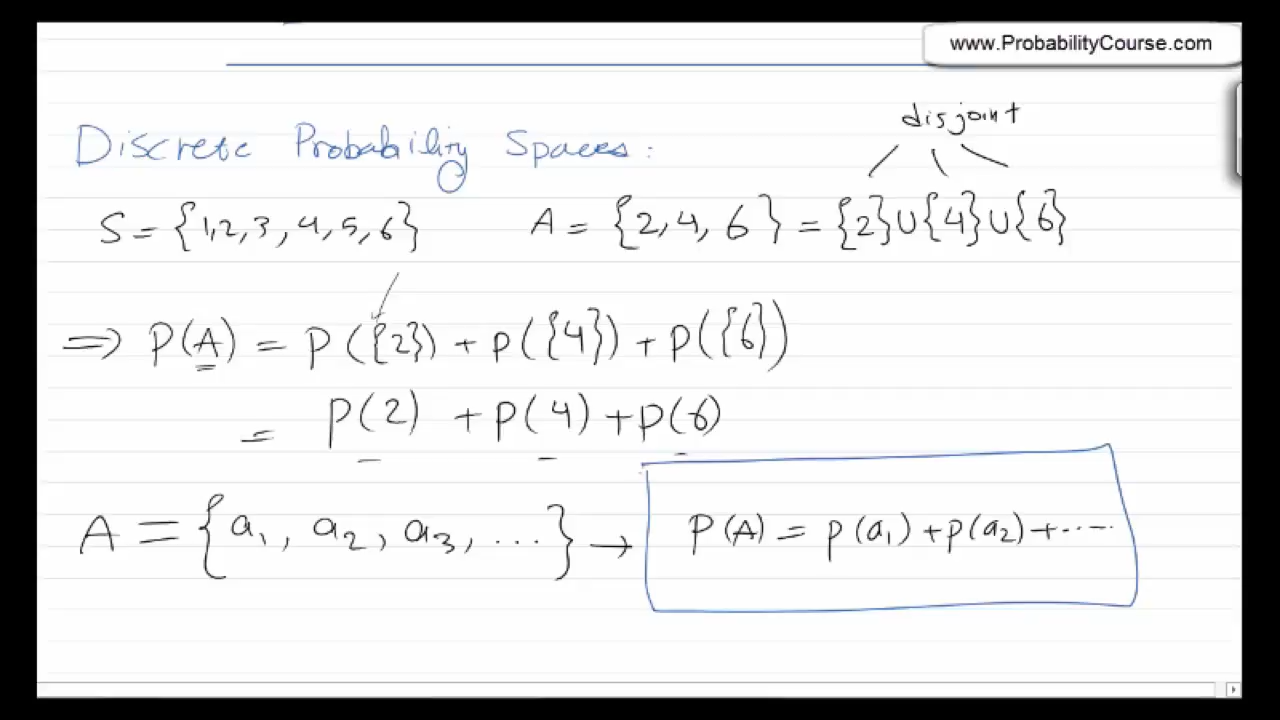 www.ProbabilityCourse.com
disjoint
Discrete Probability Spaces:
S = {1,2,3,4,5,6} A = {2,4,6} = {2}∪{4}∪{6}
⇒ P(A) = P({2}) + P({4}) + P({6})
= P(2) + P(4) + P(6)
A = {a₁, a₂, a₃, ...} → P(A) = P(a₁) + P(a₂) + ......